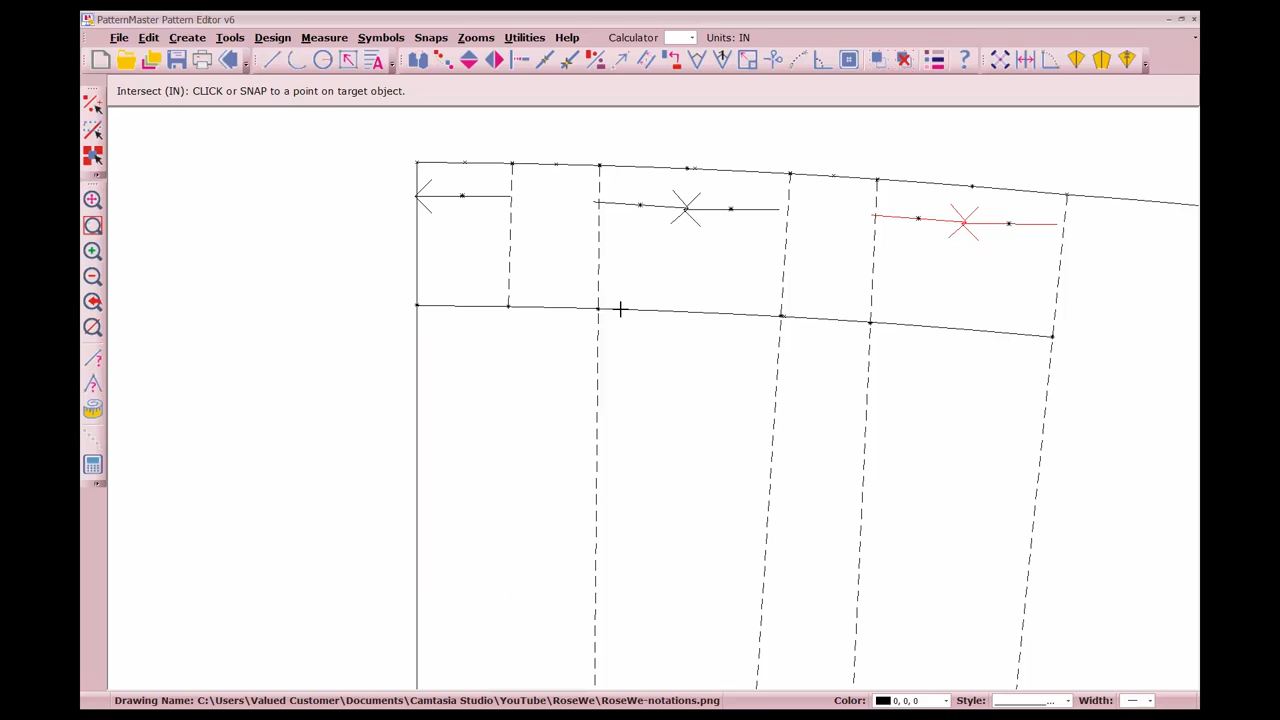 PatternMaster Pattern Editor v6
File Edit Create Tools Design Measure Symbols Snaps Zooms Utilities Help Calculator Units: IN
Intersect (IN): CLICK or SNAP to a point on target object.
Drawing Name: C:\Users\Valued Customer\Documents\Camtasia Studio\YouTube\RoseWe\RoseWe-notations.png Color: 0, 0, 0 Style: ... Width: